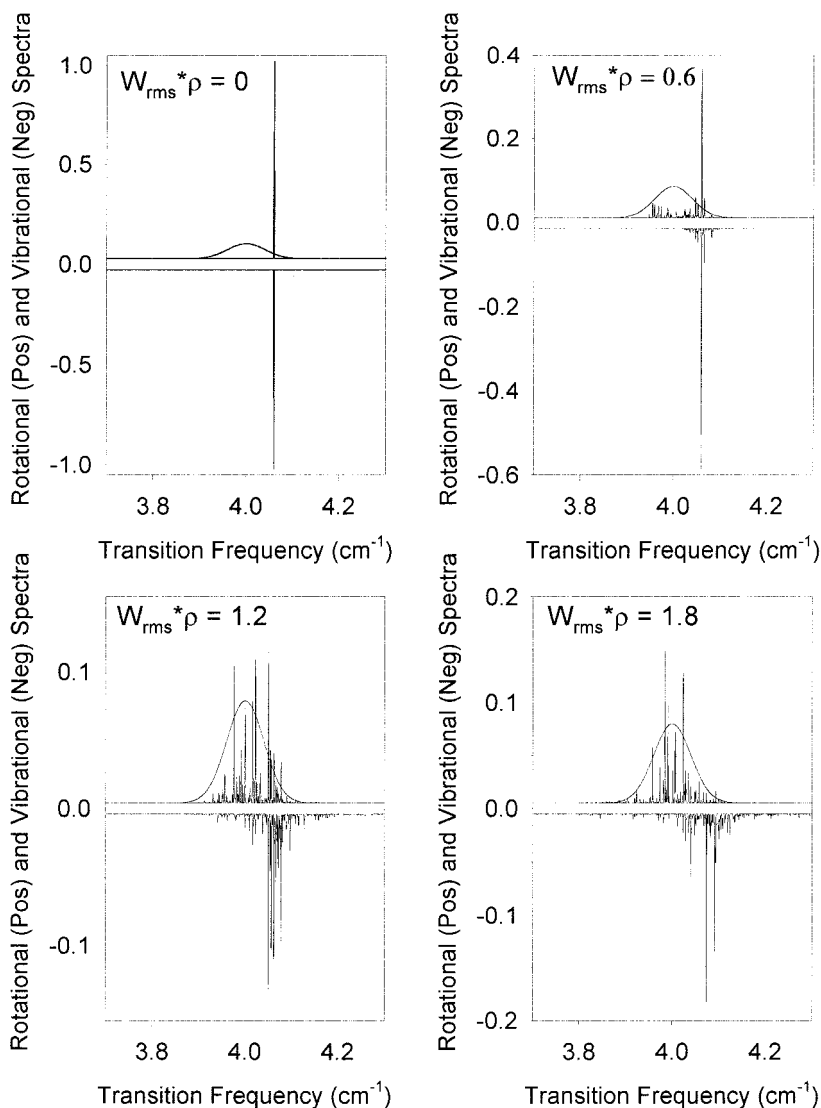 Rotational (Pos) and Vibrational (Neg) Spectra
W_rms*ρ = 0
1.0
0.5
0.0
-0.5
-1.0
3.8 4.0 4.2
Transition Frequency (cm⁻¹)
Rotational (Pos) and Vibrational (Neg) Spectra
W_rms*ρ = 0.6
0.4
0.2
0.0
-0.2
-0.4
-0.6
3.8 4.0 4.2
Transition Frequency (cm⁻¹)
Rotational (Pos) and Vibrational (Neg) Spectra
W_rms*ρ = 1.2
0.1
0.0
-0.1
3.8 4.0 4.2
Transition Frequency (cm⁻¹)
Rotational (Pos) and Vibrational (Neg) Spectra
W_rms*ρ = 1.8
0.2
0.1
0.0
-0.1
-0.2
3.8 4.0 4.2
Transition Frequency (cm⁻¹)